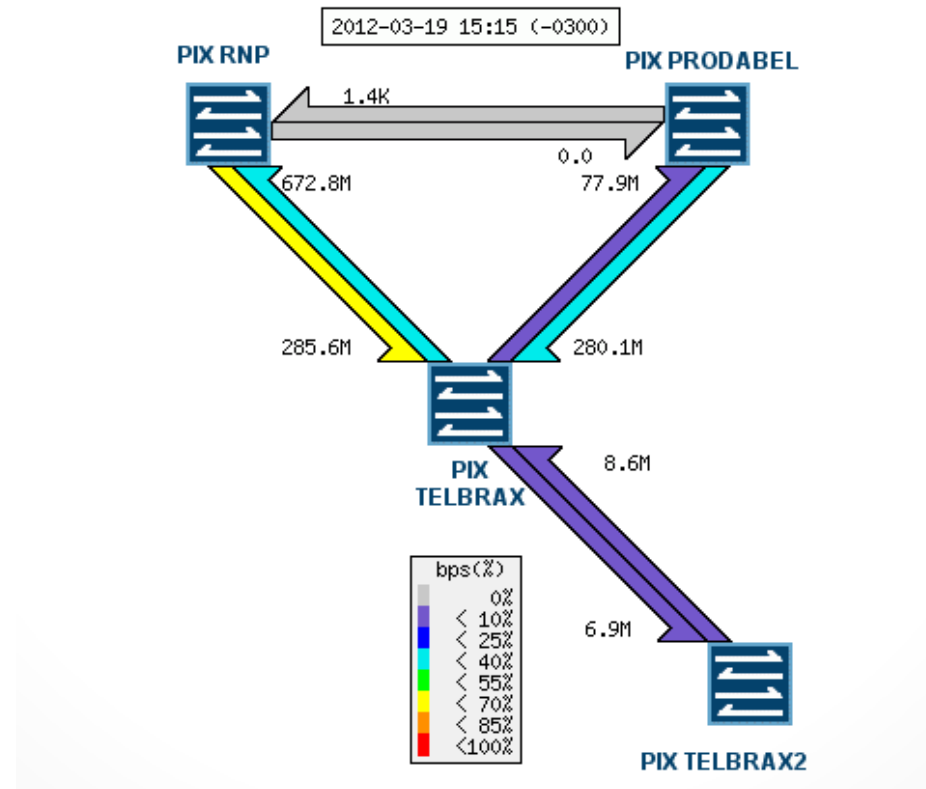 2012-03-19 15:15 (-0300)
PIX RNP
PIX PRODABEL
1.4K
0.0
672.8M
77.9M
285.6M
280.1M
PIX
TELBRAX
8.6M
6.9M
bps(%)
0%
< 10%
< 25%
< 40%
< 55%
< 70%
< 85%
<100%
PIX TELBRAX2